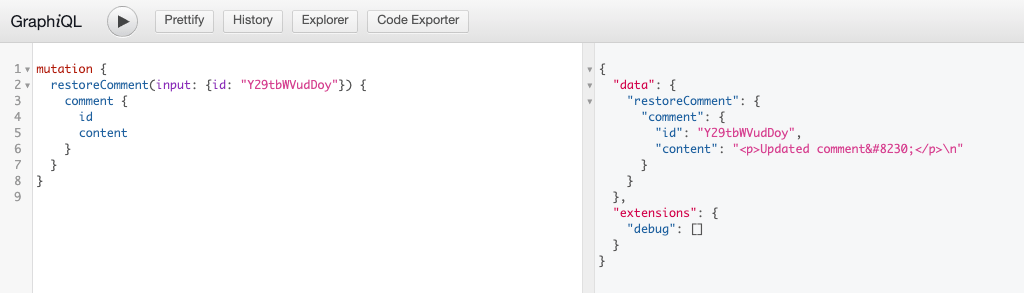 GraphiQL Prettify History Explorer Code Exporter
1 mutation {
2 restoreComment(input: {id: "Y29tbWVudDoy"}) {
3 comment {
4 id
5 content
6 }
7 }
8 }
9
{
"data": {
"restoreComment": {
"comment": {
"id": "Y29tbWVudDoy",
"content": "<p>Updated comment&#8230;</p>\n"
}
}
},
"extensions": {
"debug": []
}
}